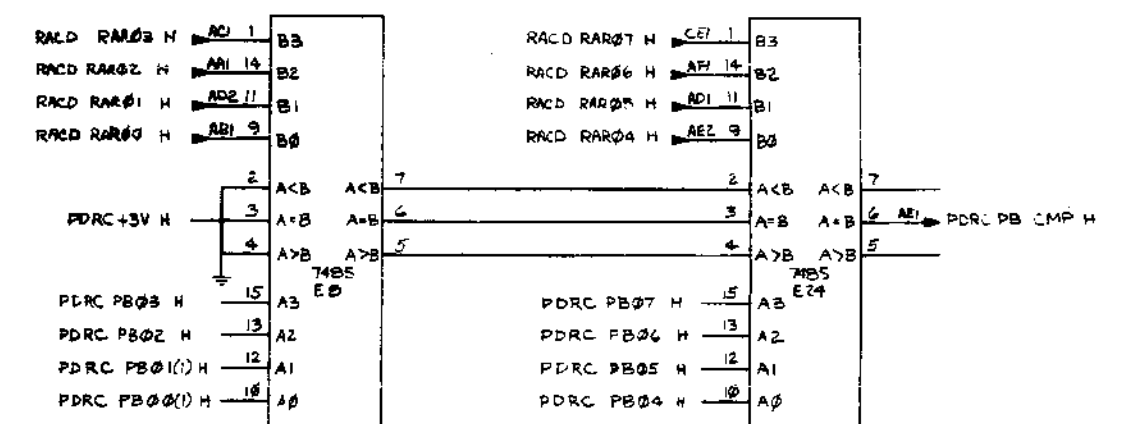 RACD RARØ3 H AC1 1 B3
RACD RARØ2 H AA1 14 B2
RACD RARØ1 H AD2 11 B1
RACD RARØØ H AB1 9 BØ
2 A<B A<B 7
PDRC +3V H 3 A=B A=B 6
4 A>B A>B 5
7485
E8
PDRC PBØ3 H 15 A3
PDRC PBØ2 H 13 A2
PDRC PBØ1(1) H 12 A1
PDRC PBØØ(1) H 1Ø AØ
RACD RARØ7 H CE1 1 B3
RACD RARØ6 H AF1 14 B2
RACD RARØ5 H AD1 11 B1
RACD RARØ4 H AE2 9 BØ
2 A<B A<B 7
3 A=B A=B 6 AE1 PDRC PB CMP H
4 A>B A>B 5
7485
E24
PDRC PBØ7 H 15 A3
PDRC PBØ6 H 13 A2
PDRC PBØ5 H 12 A1
PDRC PBØ4 H 1Ø AØ